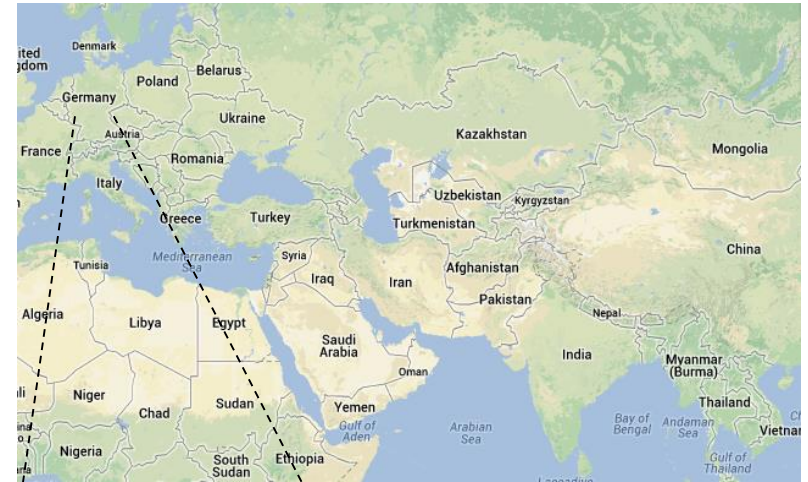 ited
gdom
Denmark
Belarus
Poland
Germany
Ukraine
Austria
France
Romania
Kazakhstan
Mongolia
Italy
Uzbekistan
Kyrgyzstan
Greece
Turkey
Turkmenistan
China
Mediterranean
Sea
Tunisia
Syria
Afghanistan
Iraq
Iran
Pakistan
Algeria
Libya
Egypt
Nepal
Saudi
Arabia
India
Myanmar
(Burma)
Oman
li
Niger
Chad
Sudan
Yemen
Thailand
Gulf of
Aden
Arabian
Sea
Bay of
Bengal
Andaman
Sea
Vietnar
Nigeria
South
Sudan
Ethiopia
Gulf of
Thailand